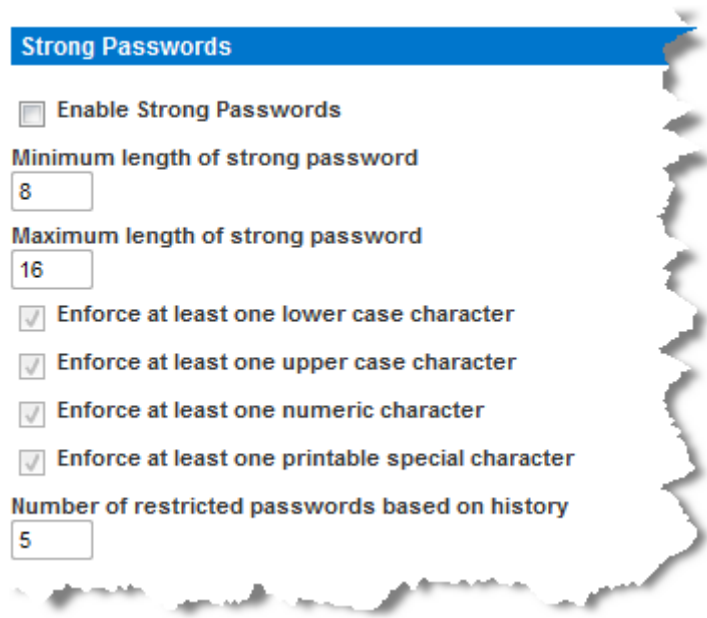 Strong Passwords
Enable Strong Passwords
Minimum length of strong password
8
Maximum length of strong password
16
Enforce at least one lower case character
Enforce at least one upper case character
Enforce at least one numeric character
Enforce at least one printable special character
Number of restricted passwords based on history
5